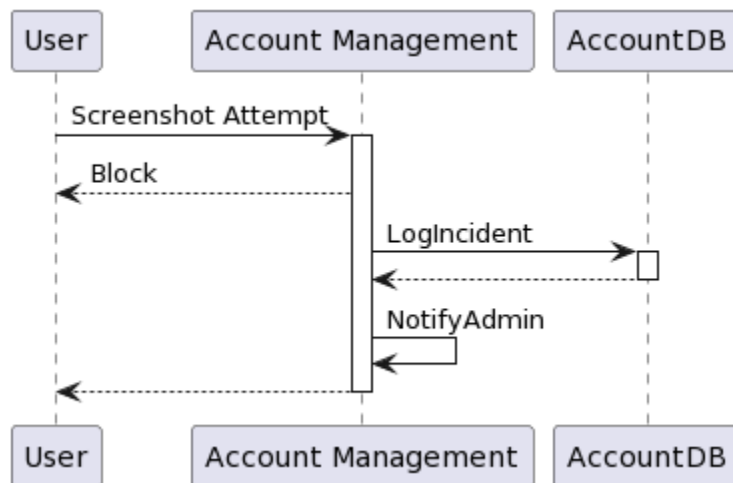 User
Account Management
AccountDB
Screenshot Attempt
Block
LogIncident
NotifyAdmin
User
Account Management
AccountDB